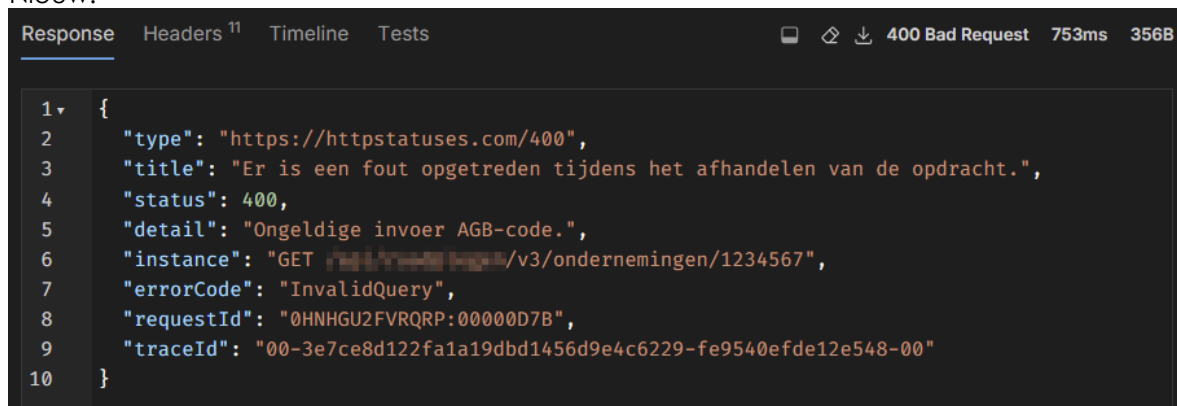 Nieuw:
Response Headers 11 Timeline Tests 400 Bad Request 753ms 356B
1 {
2 "type": "https://httpstatuses.com/400",
3 "title": "Er is een fout opgetreden tijdens het afhandelen van de opdracht.",
4 "status": 400,
5 "detail": "Ongeldige invoer AGB-code.",
6 "instance": "GET /v3/ondernemingen/1234567",
7 "errorCode": "InvalidQuery",
8 "requestId": "0HNHGU2FVRQRP:00000D7B",
9 "traceId": "00-3e7ce8d122fa1a19dbd1456d9e4c6229-fe9540efde12e548-00"
10 }